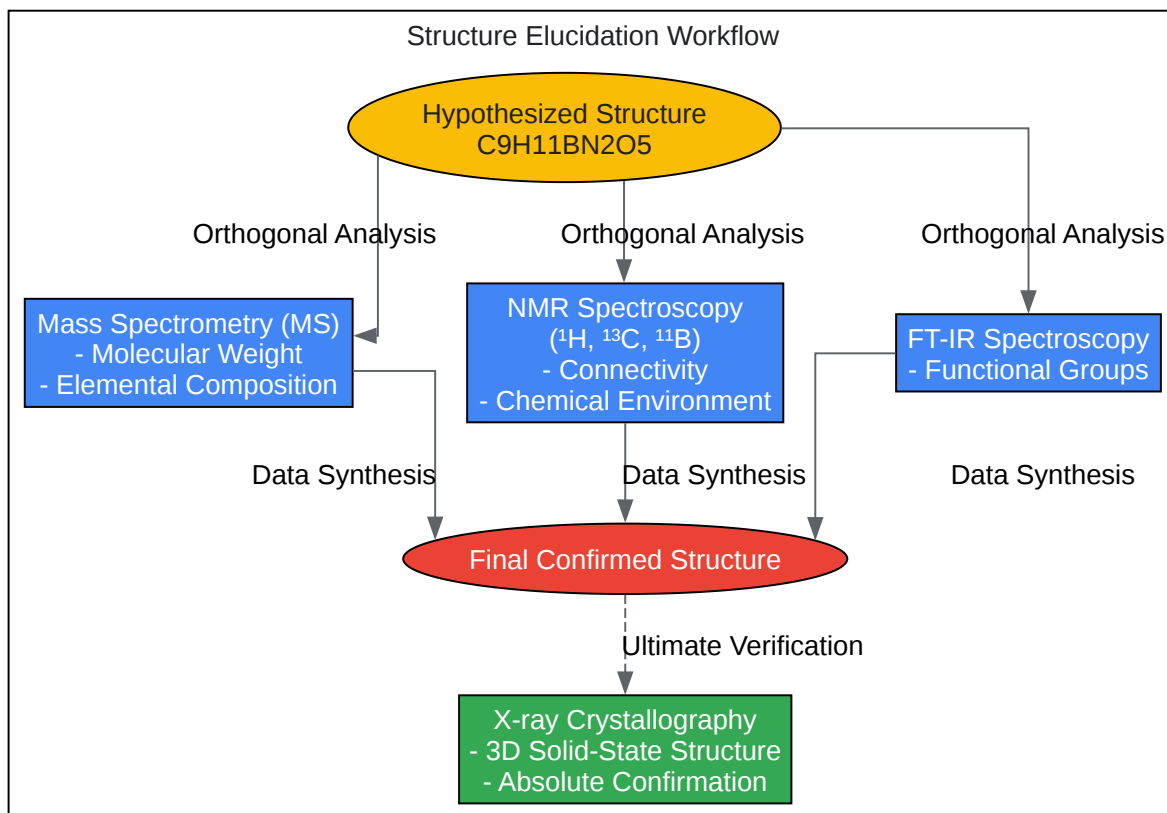 Structure Elucidation Workflow
Hypothesized Structure
C9H11BN2O5
Orthogonal Analysis
Orthogonal Analysis
Orthogonal Analysis
Mass Spectrometry (MS)
- Molecular Weight
- Elemental Composition
NMR Spectroscopy
(¹H, ¹³C, ¹¹B)
- Connectivity
- Chemical Environment
FT-IR Spectroscopy
- Functional Groups
Data Synthesis
Data Synthesis
Data Synthesis
Final Confirmed Structure
Ultimate Verification
X-ray Crystallography
- 3D Solid-State Structure
- Absolute Confirmation